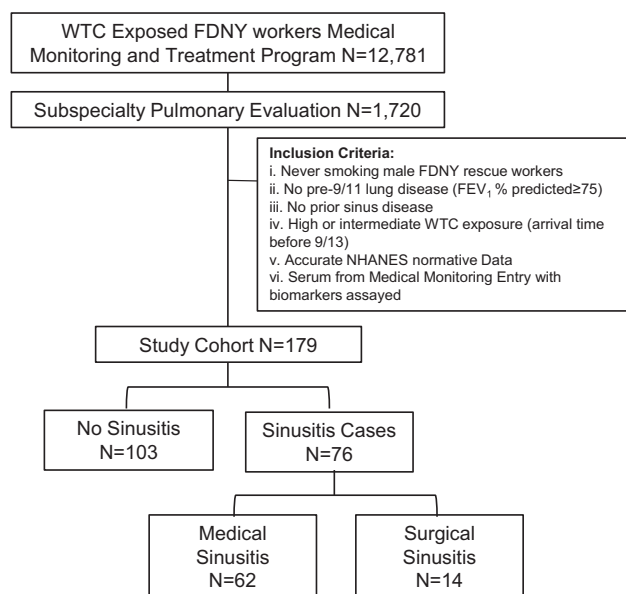 WTC Exposed FDNY workers Medical
Monitoring and Treatment Program N=12,781
Subspecialty Pulmonary Evaluation N=1,720
Inclusion Criteria:
i. Never smoking male FDNY rescue workers
ii. No pre-9/11 lung disease (FEV₁ % predicted≥75)
iii. No prior sinus disease
iv. High or intermediate WTC exposure (arrival time
before 9/13)
v. Accurate NHANES normative Data
vi. Serum from Medical Monitoring Entry with
biomarkers assayed
Study Cohort N=179
No Sinusitis
N=103
Sinusitis Cases
N=76
Medical
Sinusitis
N=62
Surgical
Sinusitis
N=14